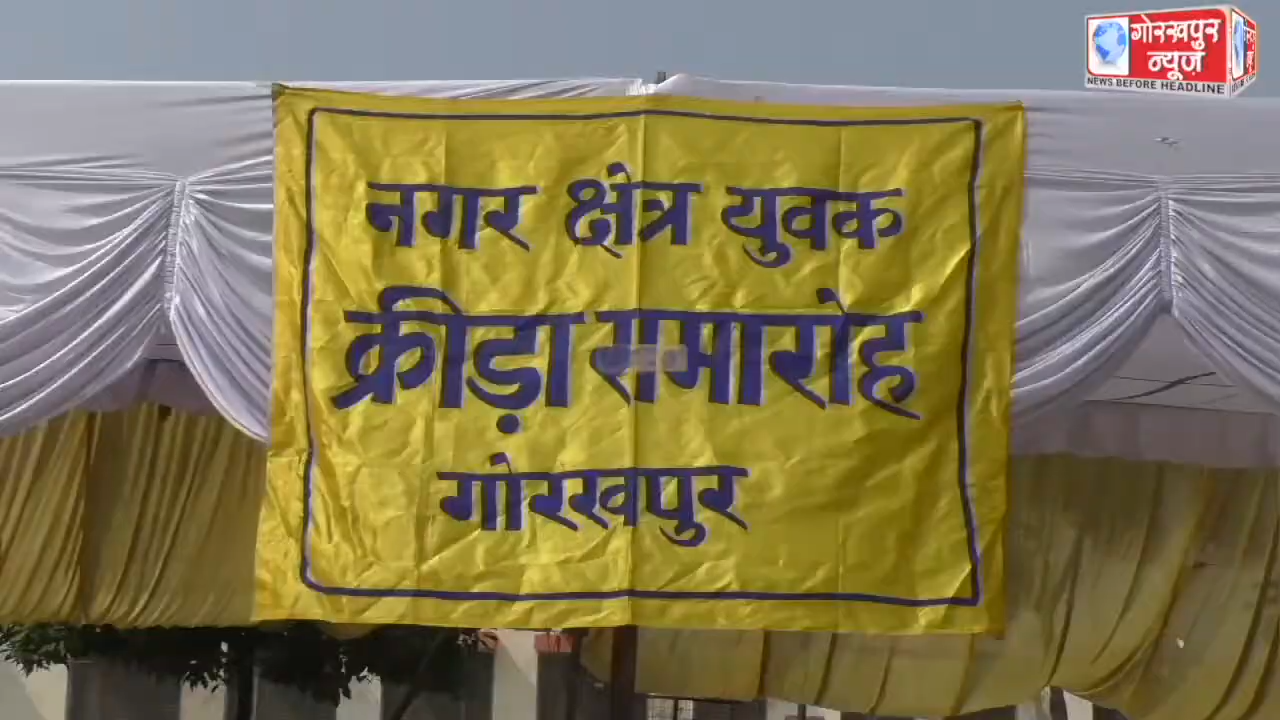 गोरखपुर
न्यूज़
NEWS BEFORE HEADLINE
नगर क्षेत्र युवक
क्रीड़ा समारोह
गोरखपुर